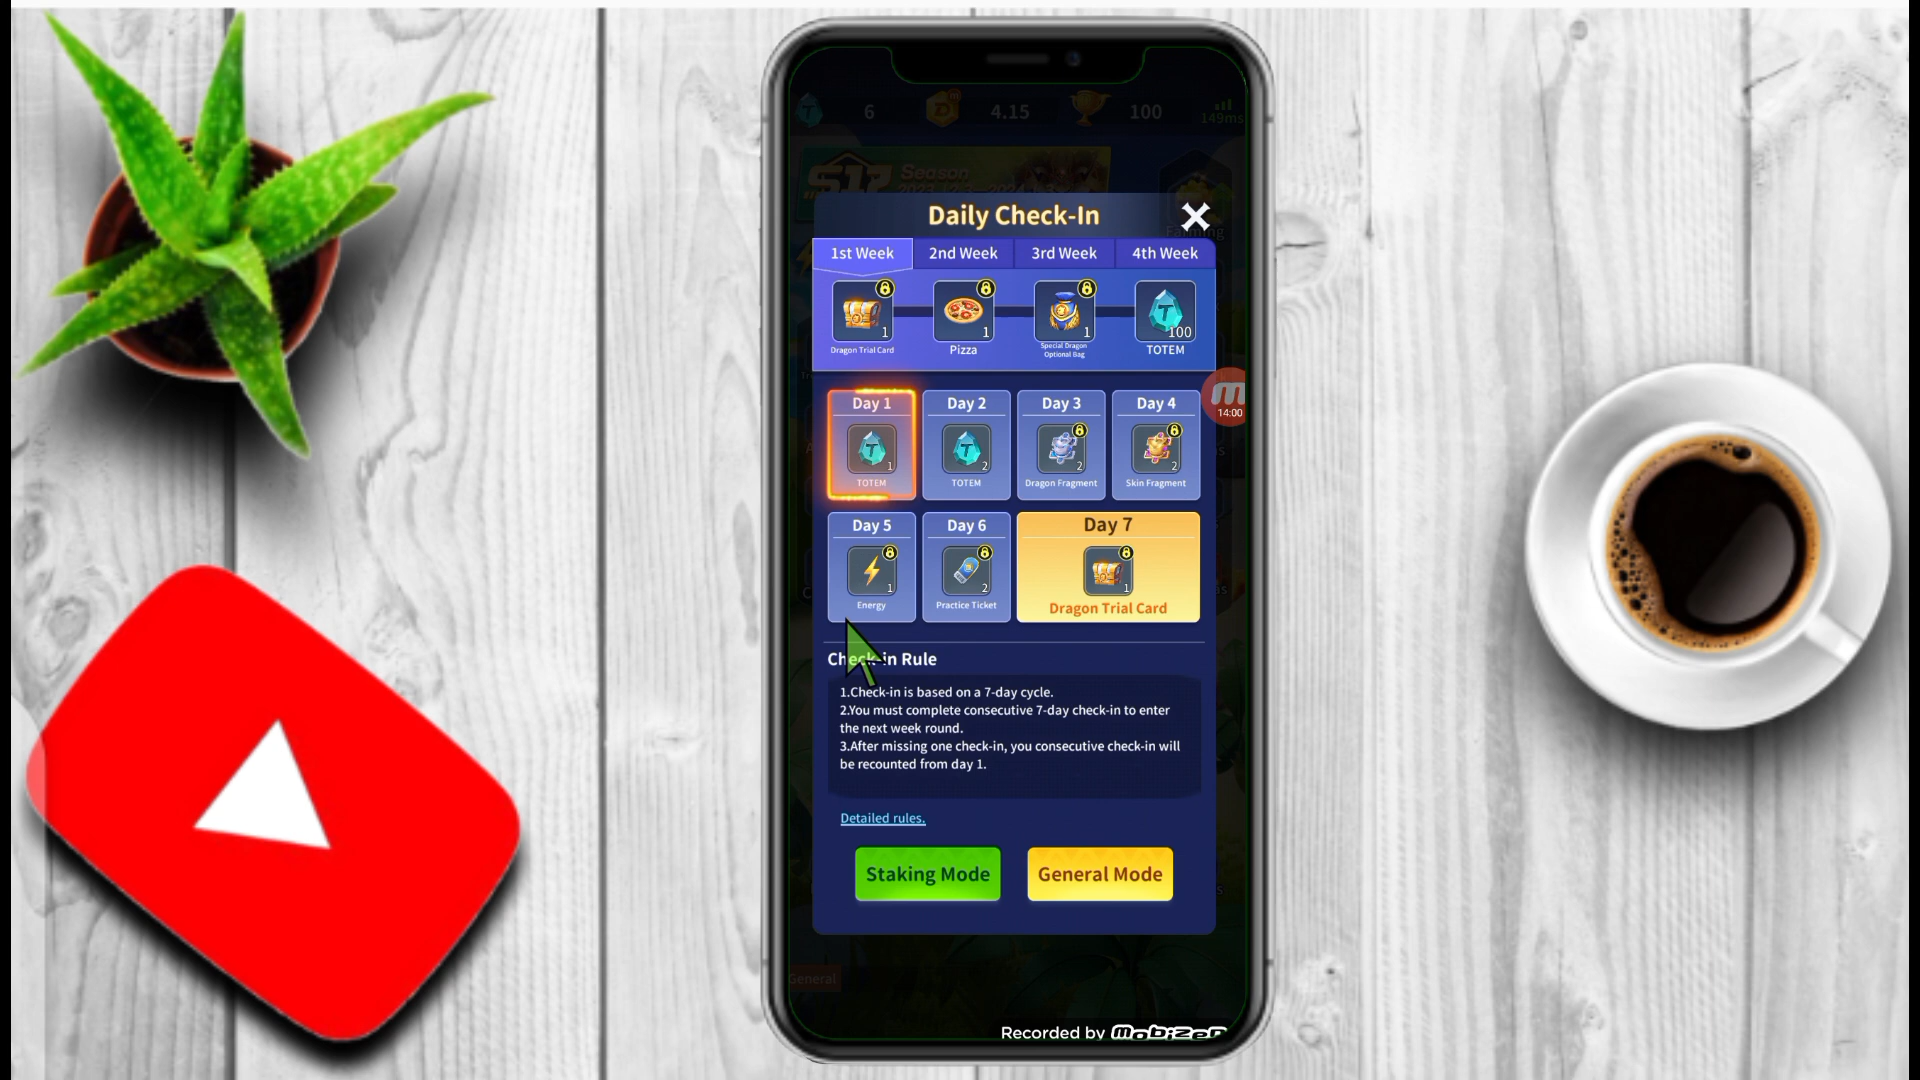 6 4.15 100 149ms
S17 Season
Farming
Daily Check-In
1st Week 2nd Week 3rd Week 4th Week
1 1 1 100
Dragon Trial Card Pizza Special Dragon Optional Bag TOTEM
14:00
Day 1 Day 2 Day 3 Day 4
1 2 2 2
TOTEM TOTEM Dragon Fragment Skin Fragment
Day 5 Day 6 Day 7
1 2 1
Energy Practice Ticket Dragon Trial Card
Check-in Rule
1.Check-in is based on a 7-day cycle.
2.You must complete consecutive 7-day check-in to enter
the next week round.
3.After missing one check-in, you consecutive check-in will
be recounted from day 1.
Detailed rules.
Staking Mode General Mode
General
Recorded by mobizen